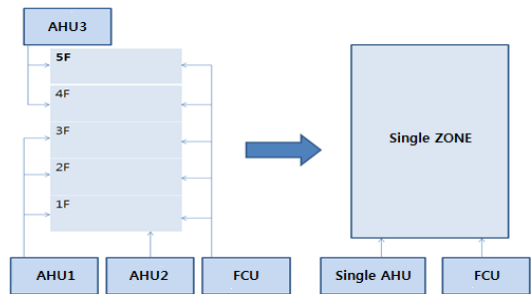 AHU3
5F
4F
3F
2F
1F
AHU1
AHU2
FCU
Single ZONE
Single AHU
FCU